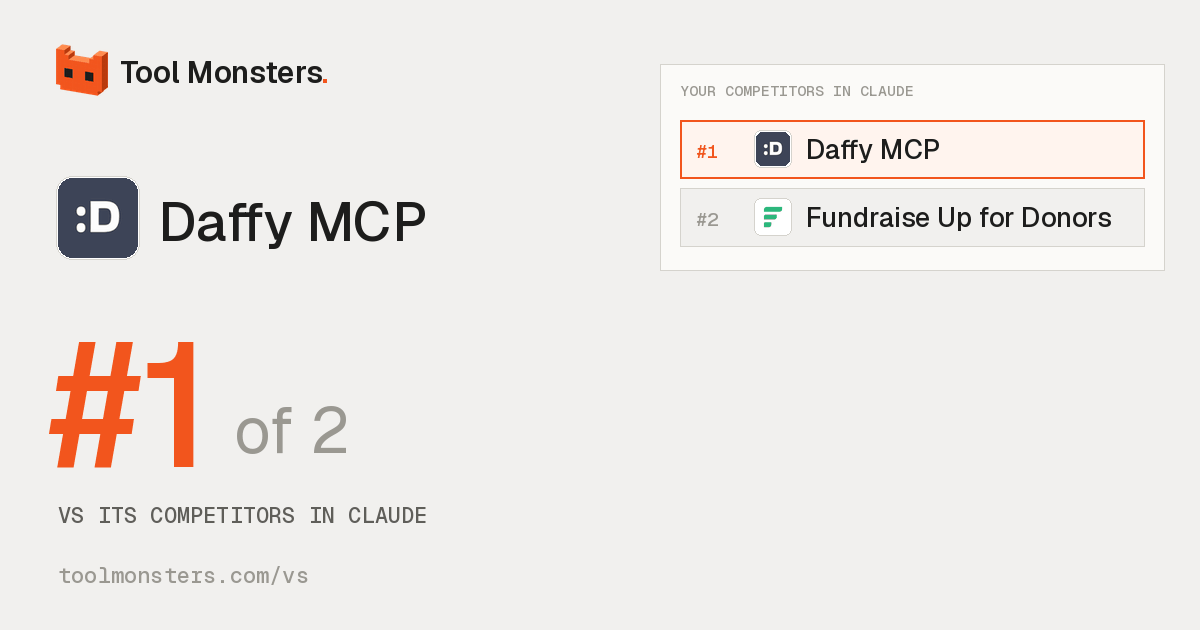 Tool Monsters.
:D
Daffy MCP
#1 of 2
VS ITS COMPETITORS IN CLAUDE
toolmonsters.com/vs
YOUR COMPETITORS IN CLAUDE
#1 :D Daffy MCP
#2 Fundraise Up for Donors